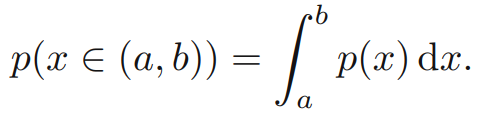 p(x ∈ (a, b)) = ∫_a^b p(x) dx.